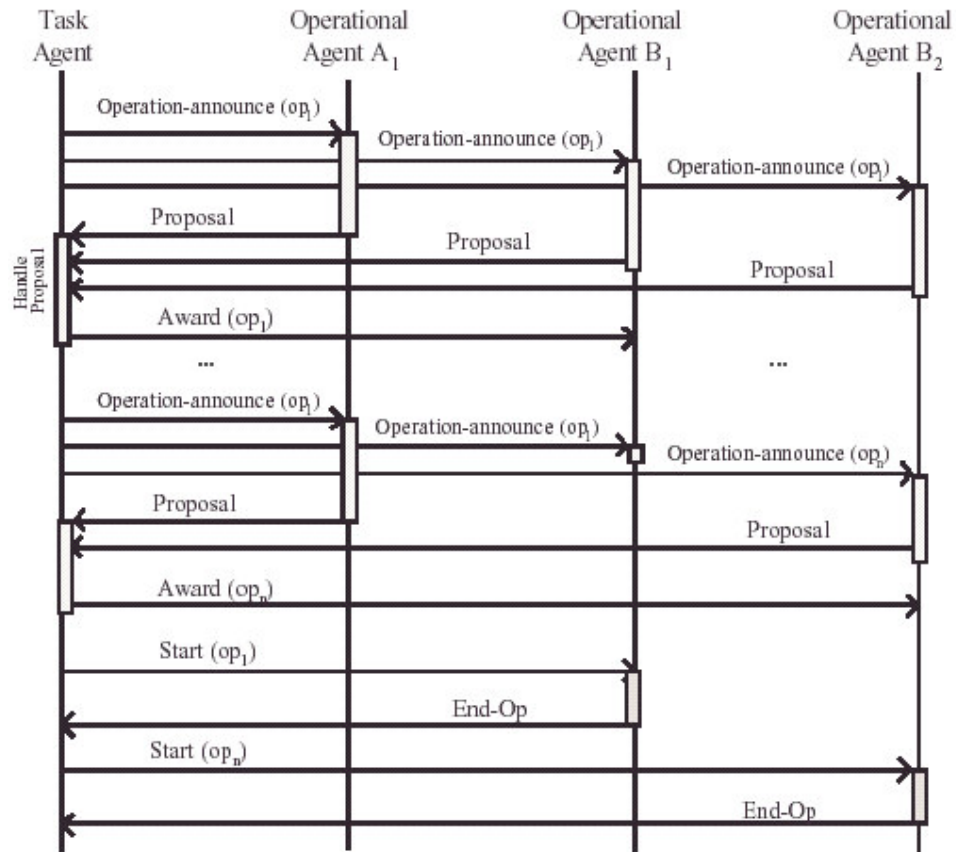 Task
Agent
Operational
Agent A₁
Operational
Agent B₁
Operational
Agent B₂
Operation-announce (op₁)
Operation-announce (op₁)
Operation-announce (op₁)
Proposal
Proposal
Proposal
Handle
Proposal
Award (op₁)
...
...
Operation-announce (op₁)
Operation-announce (op₁)
Operation-announce (opₙ)
Proposal
Proposal
Award (opₙ)
Start (op₁)
End-Op
Start (opₙ)
End-Op